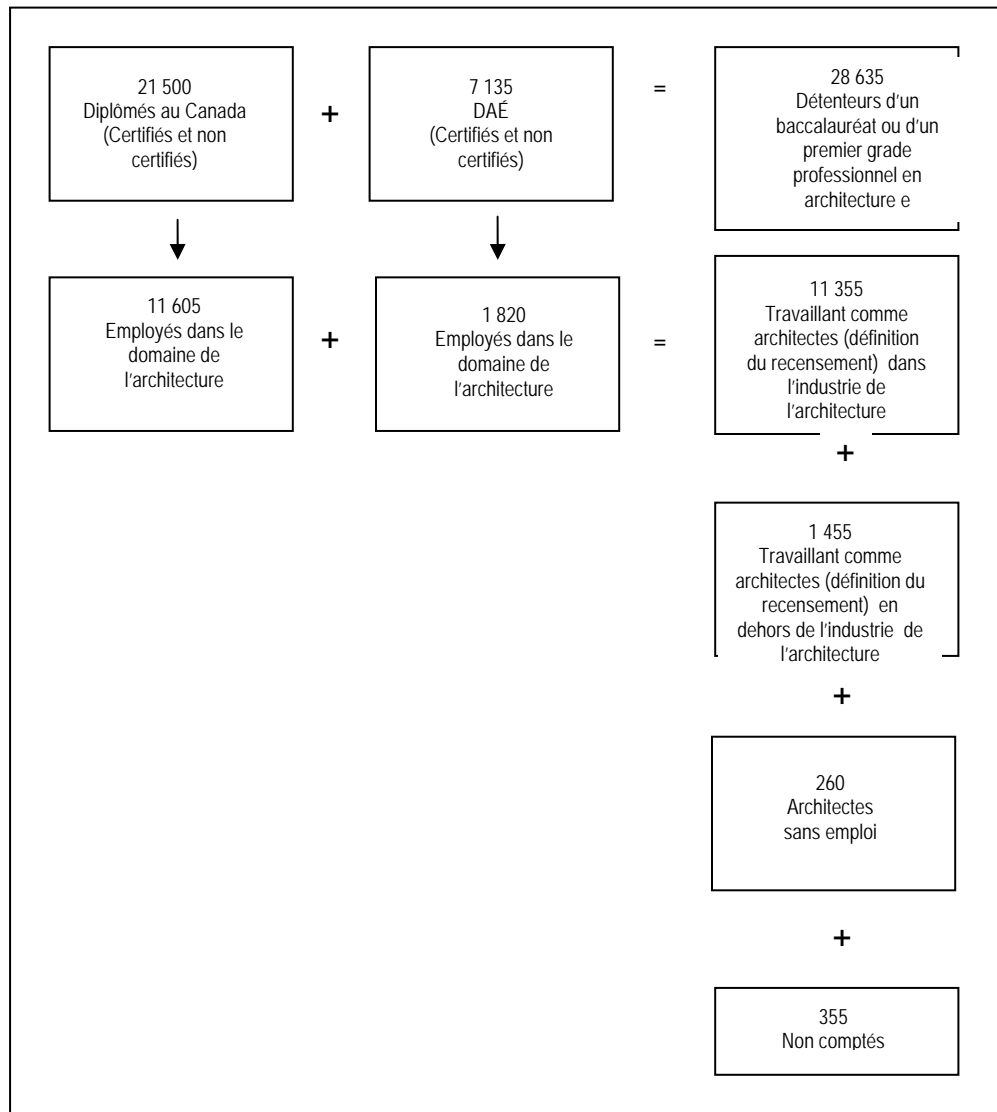 21 500
Diplômés au Canada
(Certifiés et non
certifiés)
+
7 135
DAÉ
(Certifiés et non
certifiés)
=
28 635
Détenteurs d'un
baccalauréat ou d'un
premier grade
professionnel en
architecture e
11 605
Employés dans le
domaine de
l'architecture
+
1 820
Employés dans le
domaine de
l'architecture
=
11 355
Travaillant comme
architectes (définition
du recensement) dans
l'industrie de
l'architecture
+
1 455
Travaillant comme
architectes (définition du
recensement) en
dehors de l'industrie de
l'architecture
+
260
Architectes
sans emploi
+
355
Non comptés